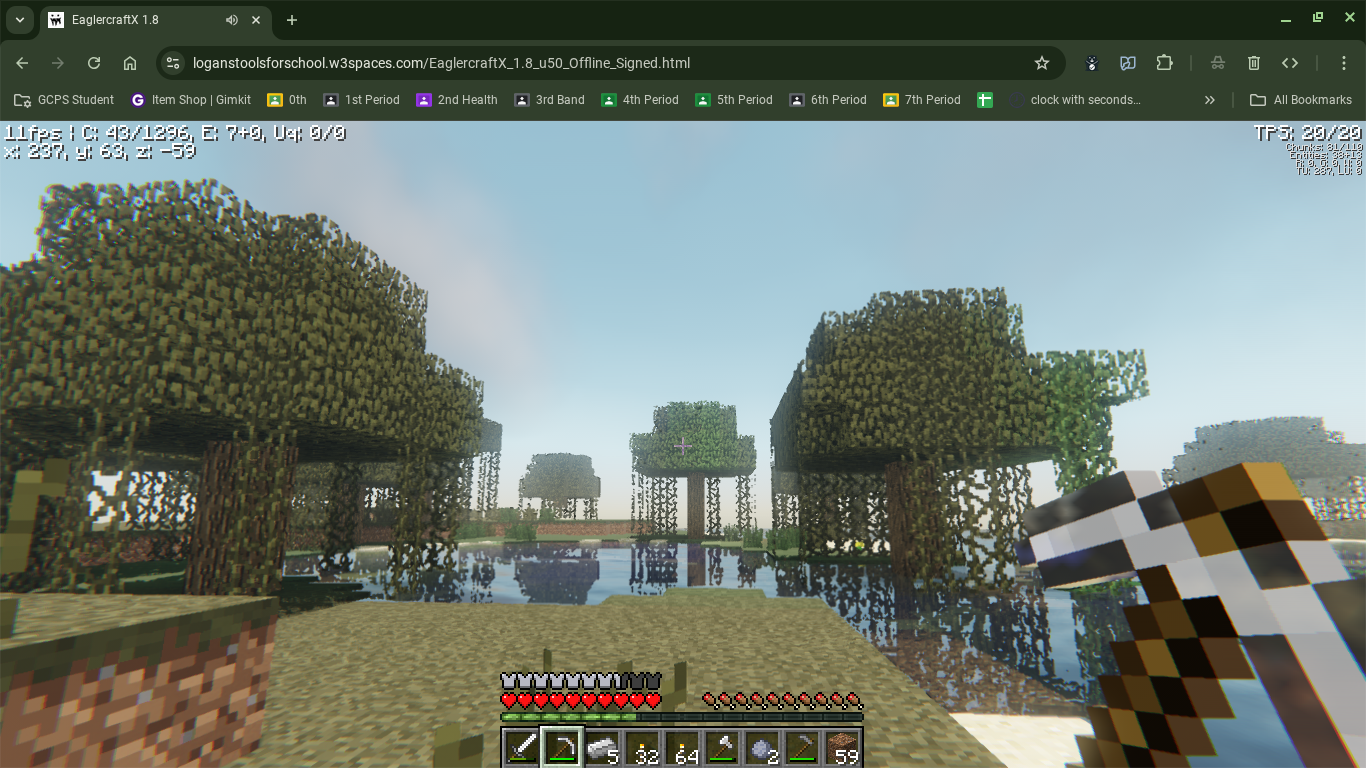 EaglercraftX 1.8
loganstoolsforschool.w3spaces.com/EaglercraftX_1.8_u50_Offline_Signed.html
GCPS Student
Item Shop | Gimkit
0th
1st Period
2nd Health
3rd Band
4th Period
5th Period
6th Period
7th Period
clock with seconds...
All Bookmarks
11fps | C: 43/1296, E: 7+0, Uq: 0/0
x: 237, y: 63, z: -59
TPS: 20/20
5
32
64
2
59